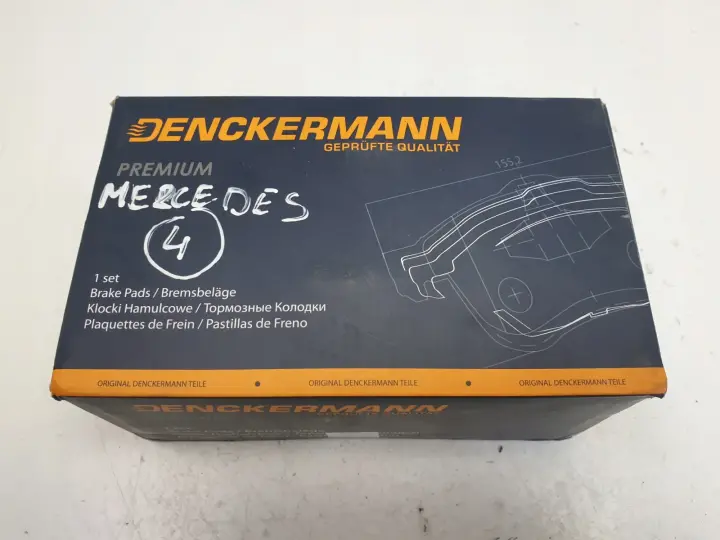 DENCKERMANN
GEPRÜFTE QUALITÄT
PREMIUM
MERCEDES
4
155,2
1 set
Brake Pads / Bremsbeläge
Klocki Hamulcowe / Тормозные Колодки
Plaquettes de Frein / Pastillas de Freno
ORIGINAL DENCKERMANN TEILE • ORIGINAL DENCKERMANN TEILE • ORIGINAL DENCKERMANN TEILE
DENCKERMANN